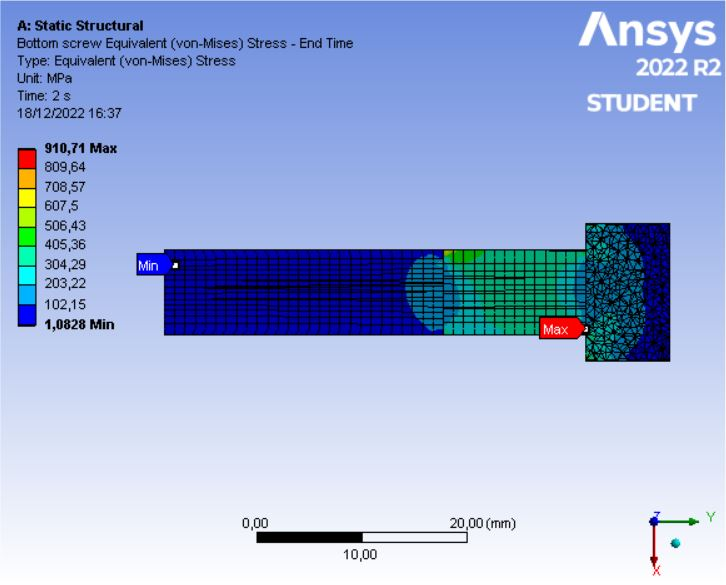 A: Static Structural
Bottom screw Equivalent (von-Mises) Stress - End Time
Type: Equivalent (von-Mises) Stress
Unit: MPa
Time: 2 s
18/12/2022 16:37
Ansys
2022 R2
STUDENT
910,71 Max
809,64
708,57
607,5
506,43
405,36
304,29
203,22
102,15
1,0828 Min
Min
Max
0,00
20,00 (mm)
10,00
Z
Y
X